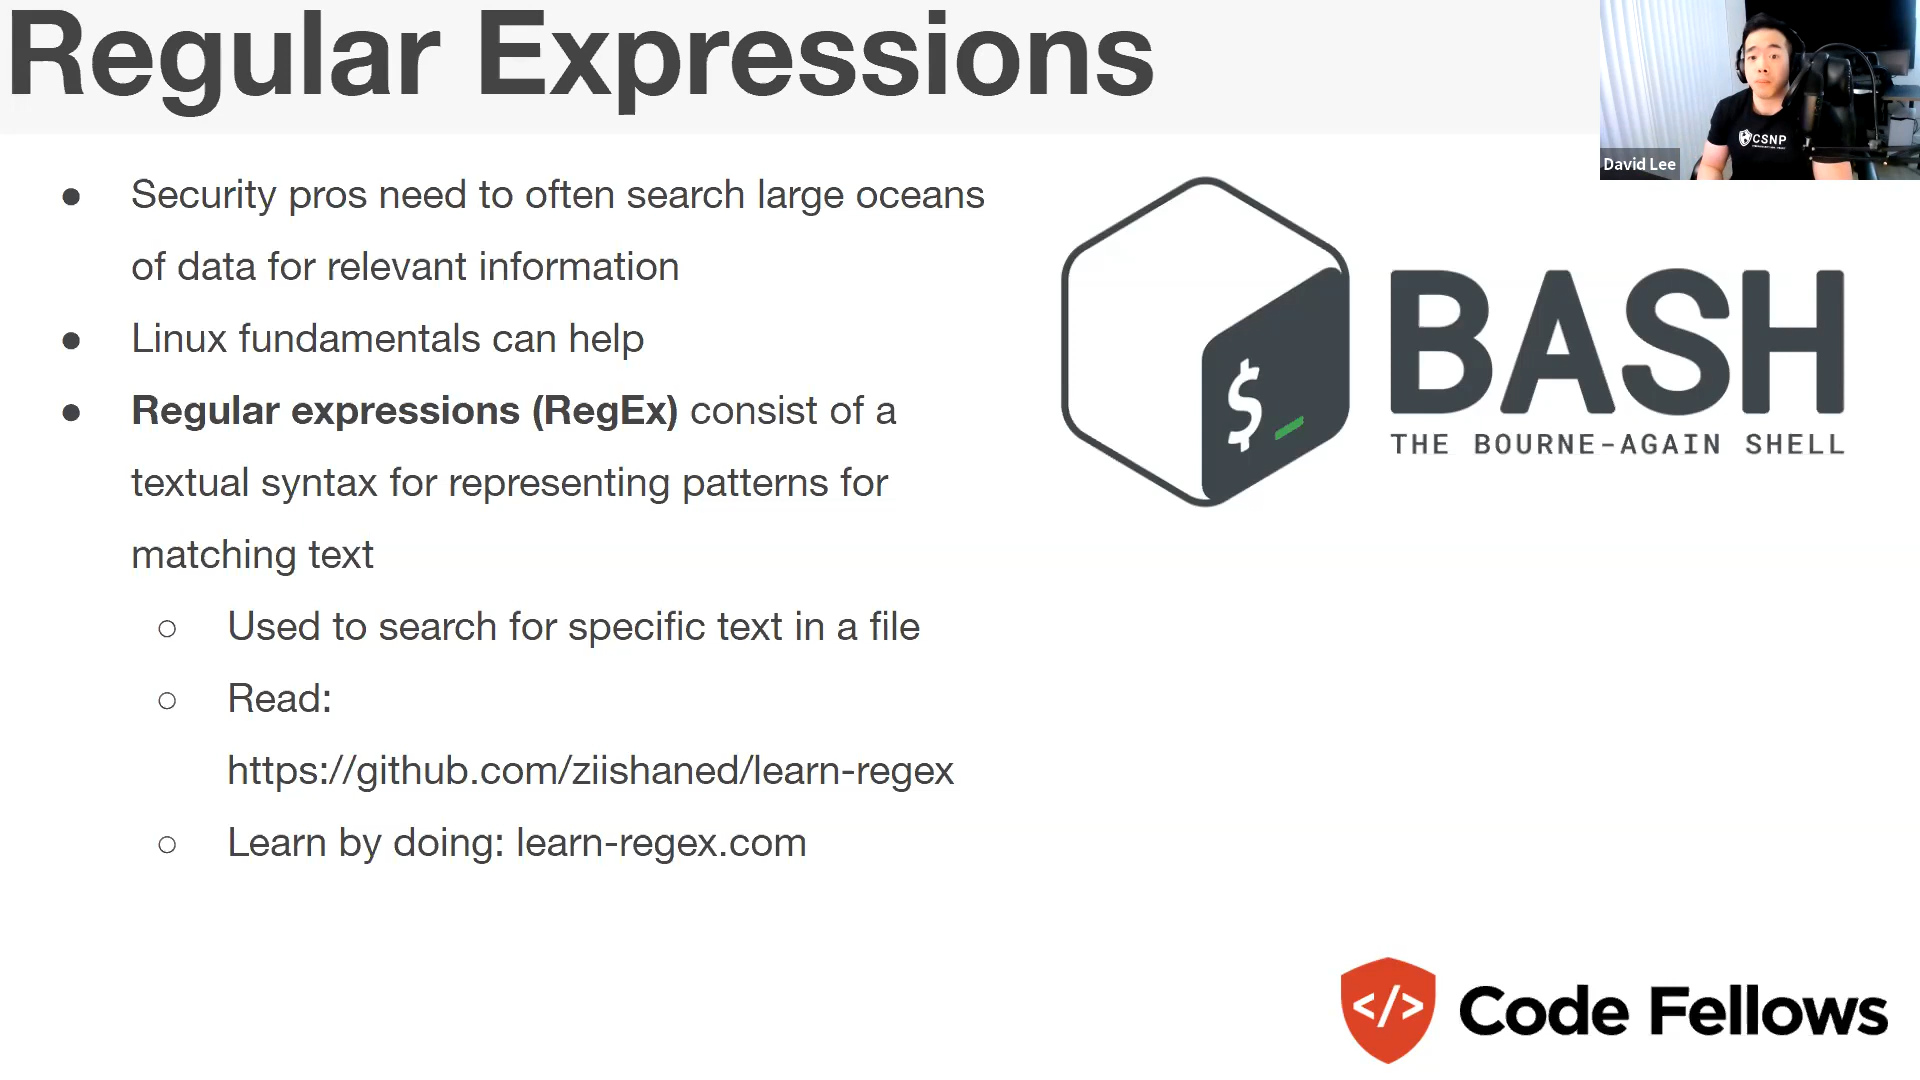 Regular Expressions
David Lee
CSNP
● Security pros need to often search large oceans
of data for relevant information
● Linux fundamentals can help
● Regular expressions (RegEx) consist of a
textual syntax for representing patterns for
matching text
○ Used to search for specific text in a file
○ Read:
https://github.com/ziishaned/learn-regex
○ Learn by doing: learn-regex.com
$_
BASH
THE BOURNE-AGAIN SHELL
</> Code Fellows